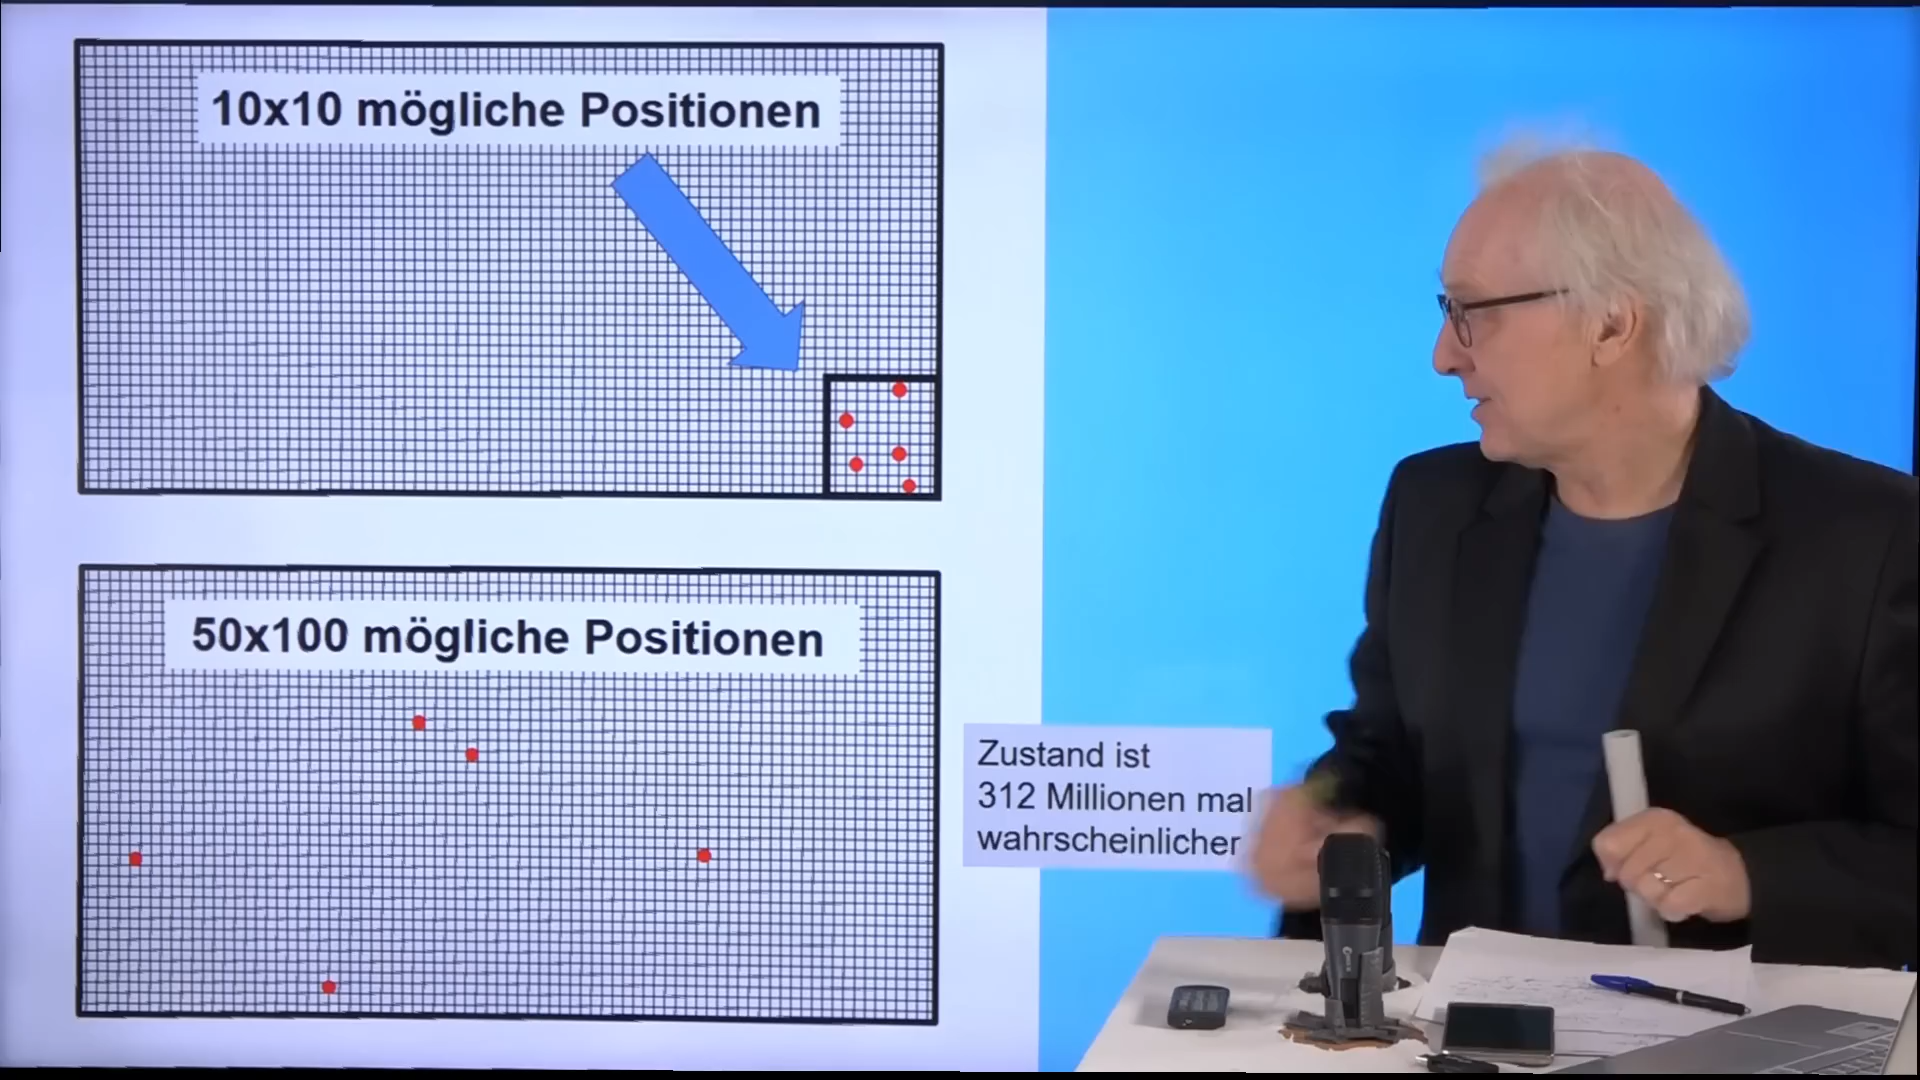 10x10 mögliche Positionen
50x100 mögliche Positionen
Zustand ist
312 Millionen mal
wahrscheinlicher